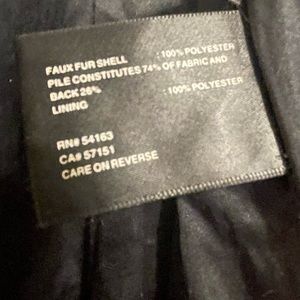 FAUX FUR SHELL : 100% POLYESTER
PILE CONSTITUTES 74% OF FABRIC AND
BACK 26%
LINING : 100% POLYESTER
RN# 54163
CA# 57151
CARE ON REVERSE